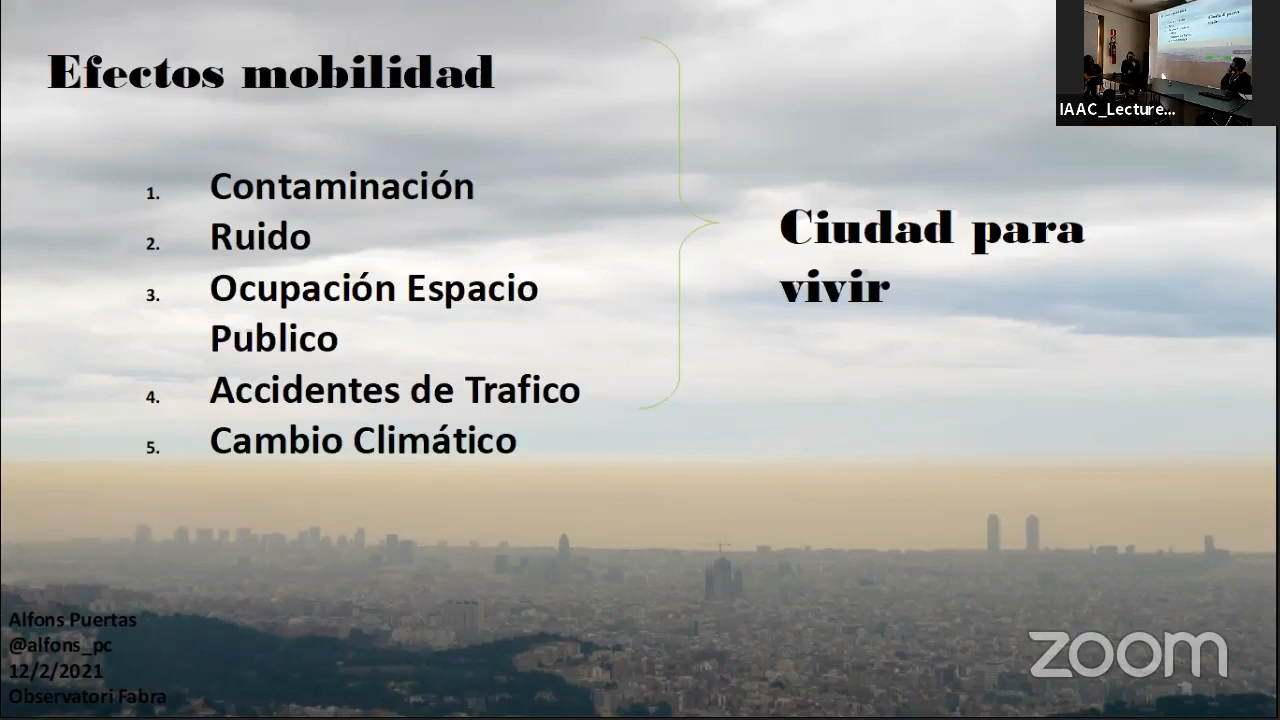 Efectos mobilidad
1. Contaminación
2. Ruido
3. Ocupación Espacio
Publico
4. Accidentes de Trafico
5. Cambio Climático
Ciudad para
vivir
IAAC_Lecture...
Alfons Puertas
@alfons_pc
12/2/2021
Observatori Fabra
zoom